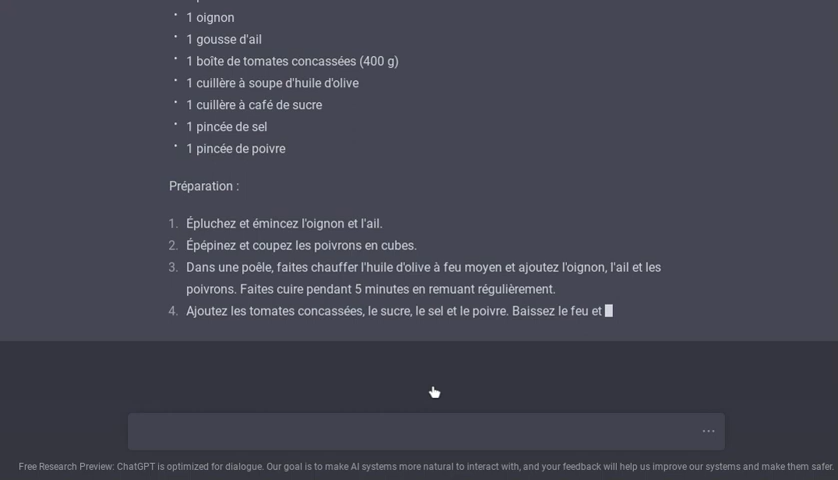 1 oignon
1 gousse d'ail
1 boîte de tomates concassées (400 g)
1 cuillère à soupe d'huile d'olive
1 cuillère à café de sucre
1 pincée de sel
1 pincée de poivre
Préparation :
1. Épluchez et émincez l'oignon et l'ail.
2. Épépinez et coupez les poivrons en cubes.
3. Dans une poêle, faites chauffer l'huile d'olive à feu moyen et ajoutez l'oignon, l'ail et les
poivrons. Faites cuire pendant 5 minutes en remuant régulièrement.
4. Ajoutez les tomates concassées, le sucre, le sel et le poivre. Baissez le feu et
Free Research Preview: ChatGPT is optimized for dialogue. Our goal is to make AI systems more natural to interact with, and your feedback will help us improve our systems and make them safer.